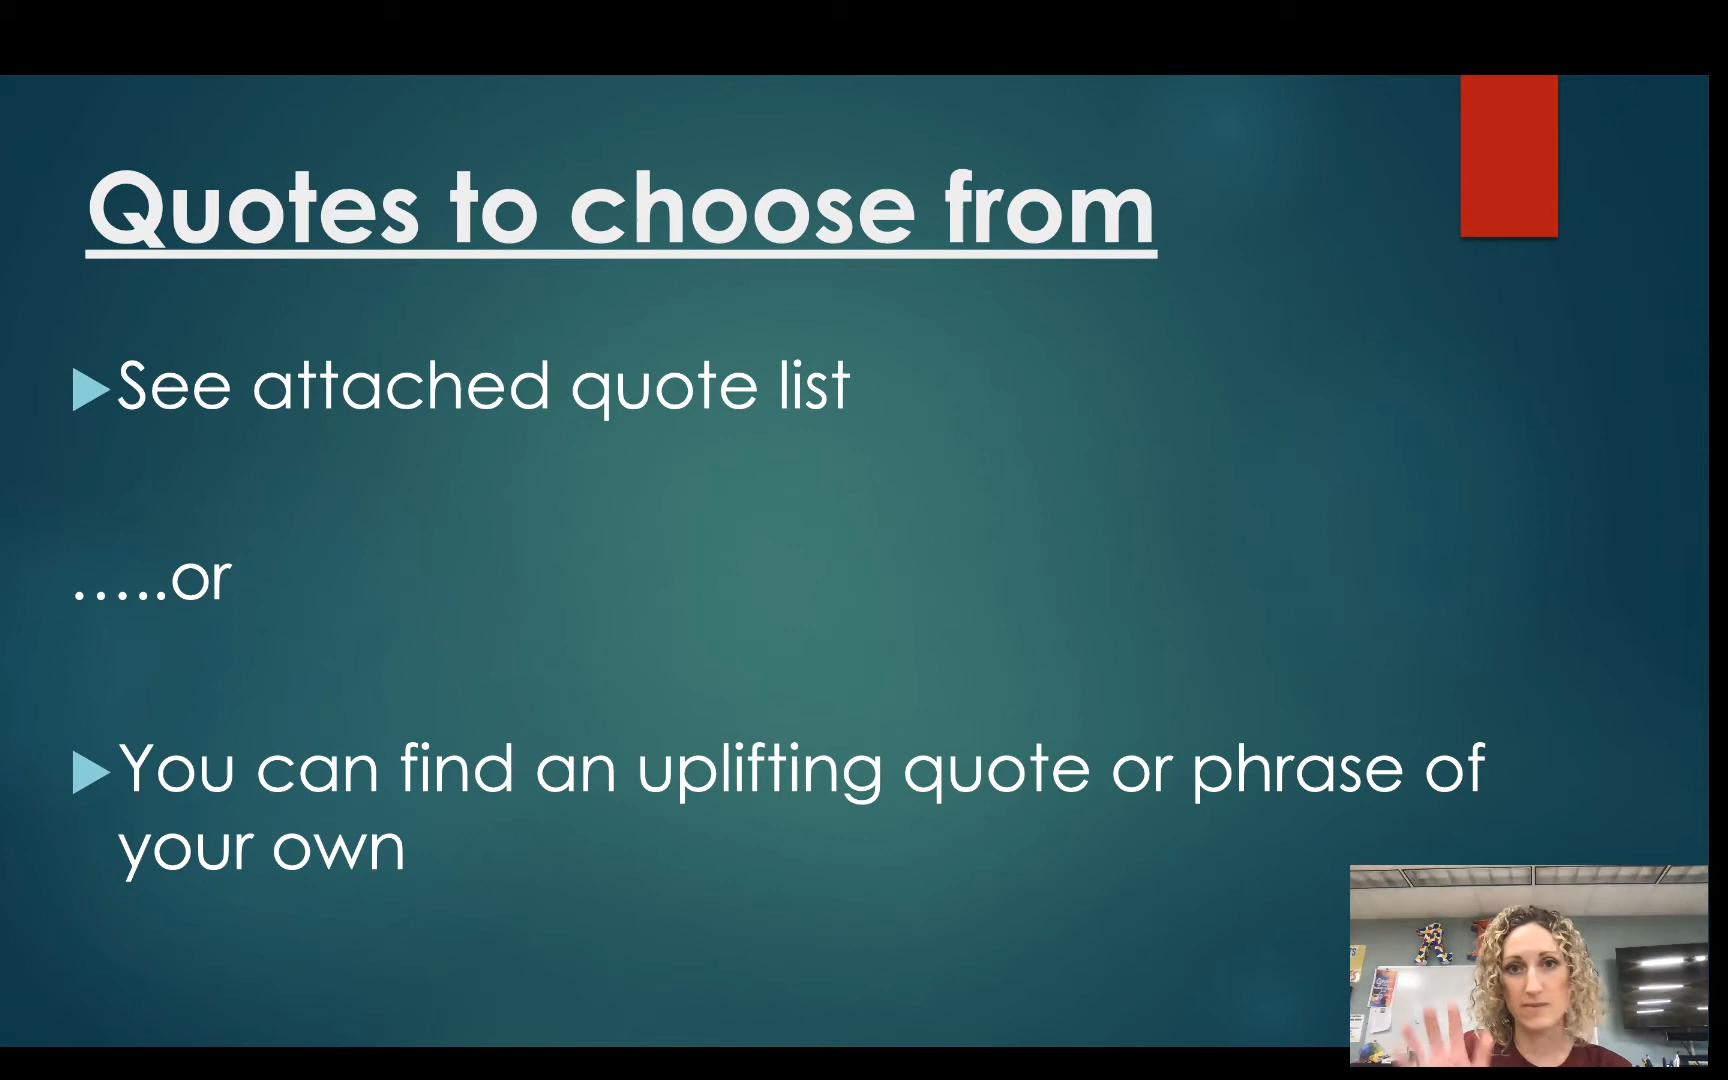 Quotes to choose from
See attached quote list
.....or
You can find an uplifting quote or phrase of
your own